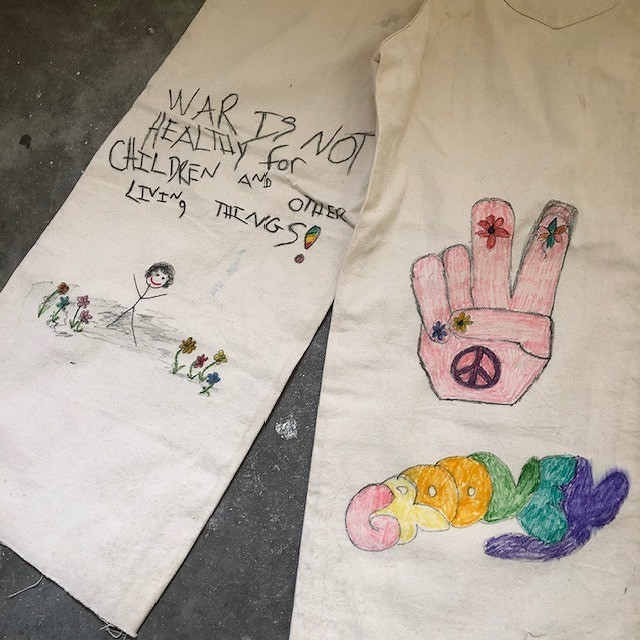 WAR IS NOT
HEALTHY for
CHILDREN AND OTHER
LIVINg THINGS!
Groovy